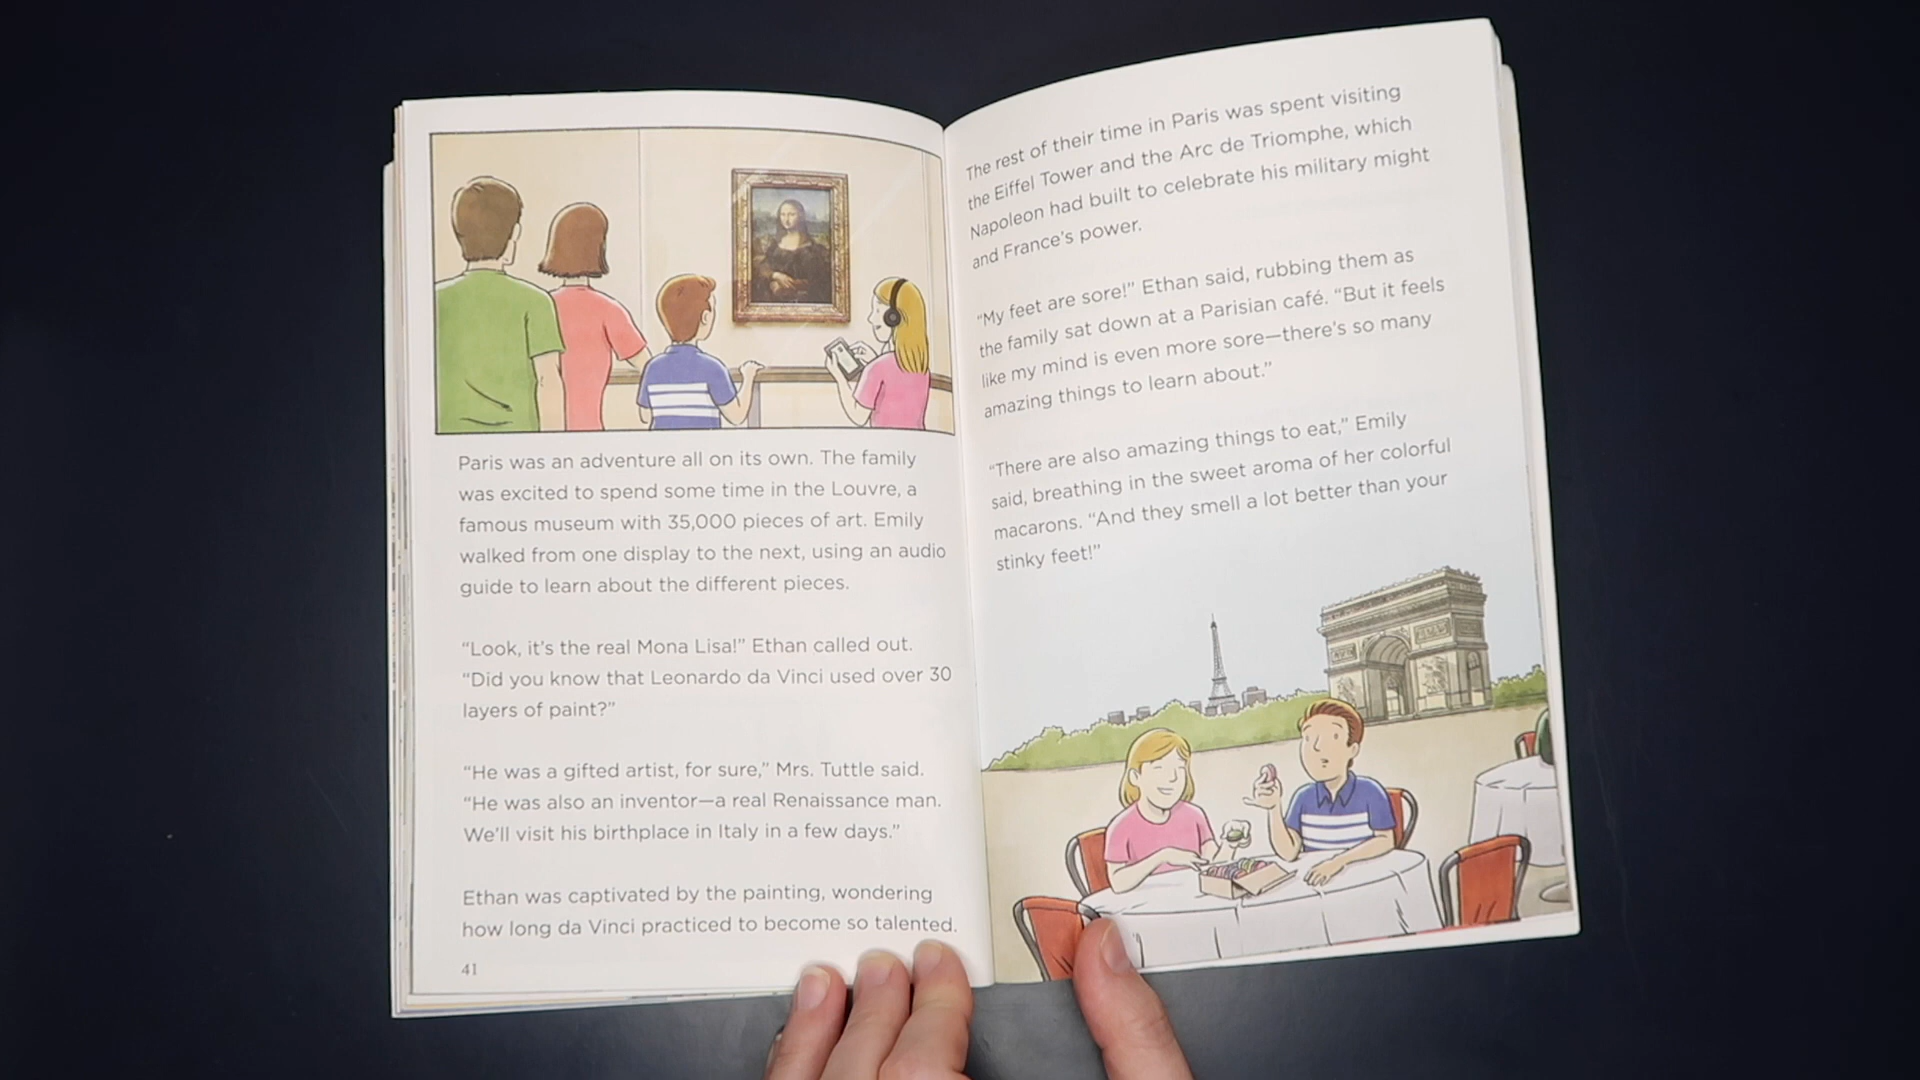 Paris was an adventure all on its own. The family
was excited to spend some time in the Louvre, a
famous museum with 35,000 pieces of art. Emily
walked from one display to the next, using an audio
guide to learn about the different pieces.
“Look, it’s the real Mona Lisa!” Ethan called out.
“Did you know that Leonardo da Vinci used over 30
layers of paint?”
“He was a gifted artist, for sure,” Mrs. Tuttle said.
“He was also an inventor—a real Renaissance man.
We’ll visit his birthplace in Italy in a few days.”
Ethan was captivated by the painting, wondering
how long da Vinci practiced to become so talented.
41
The rest of their time in Paris was spent visiting
the Eiffel Tower and the Arc de Triomphe, which
Napoleon had built to celebrate his military might
and France’s power.
“My feet are sore!” Ethan said, rubbing them as
the family sat down at a Parisian café. “But it feels
like my mind is even more sore—there’s so many
amazing things to learn about.”
“There are also amazing things to eat,” Emily
said, breathing in the sweet aroma of her colorful
macarons. “And they smell a lot better than your
stinky feet!”